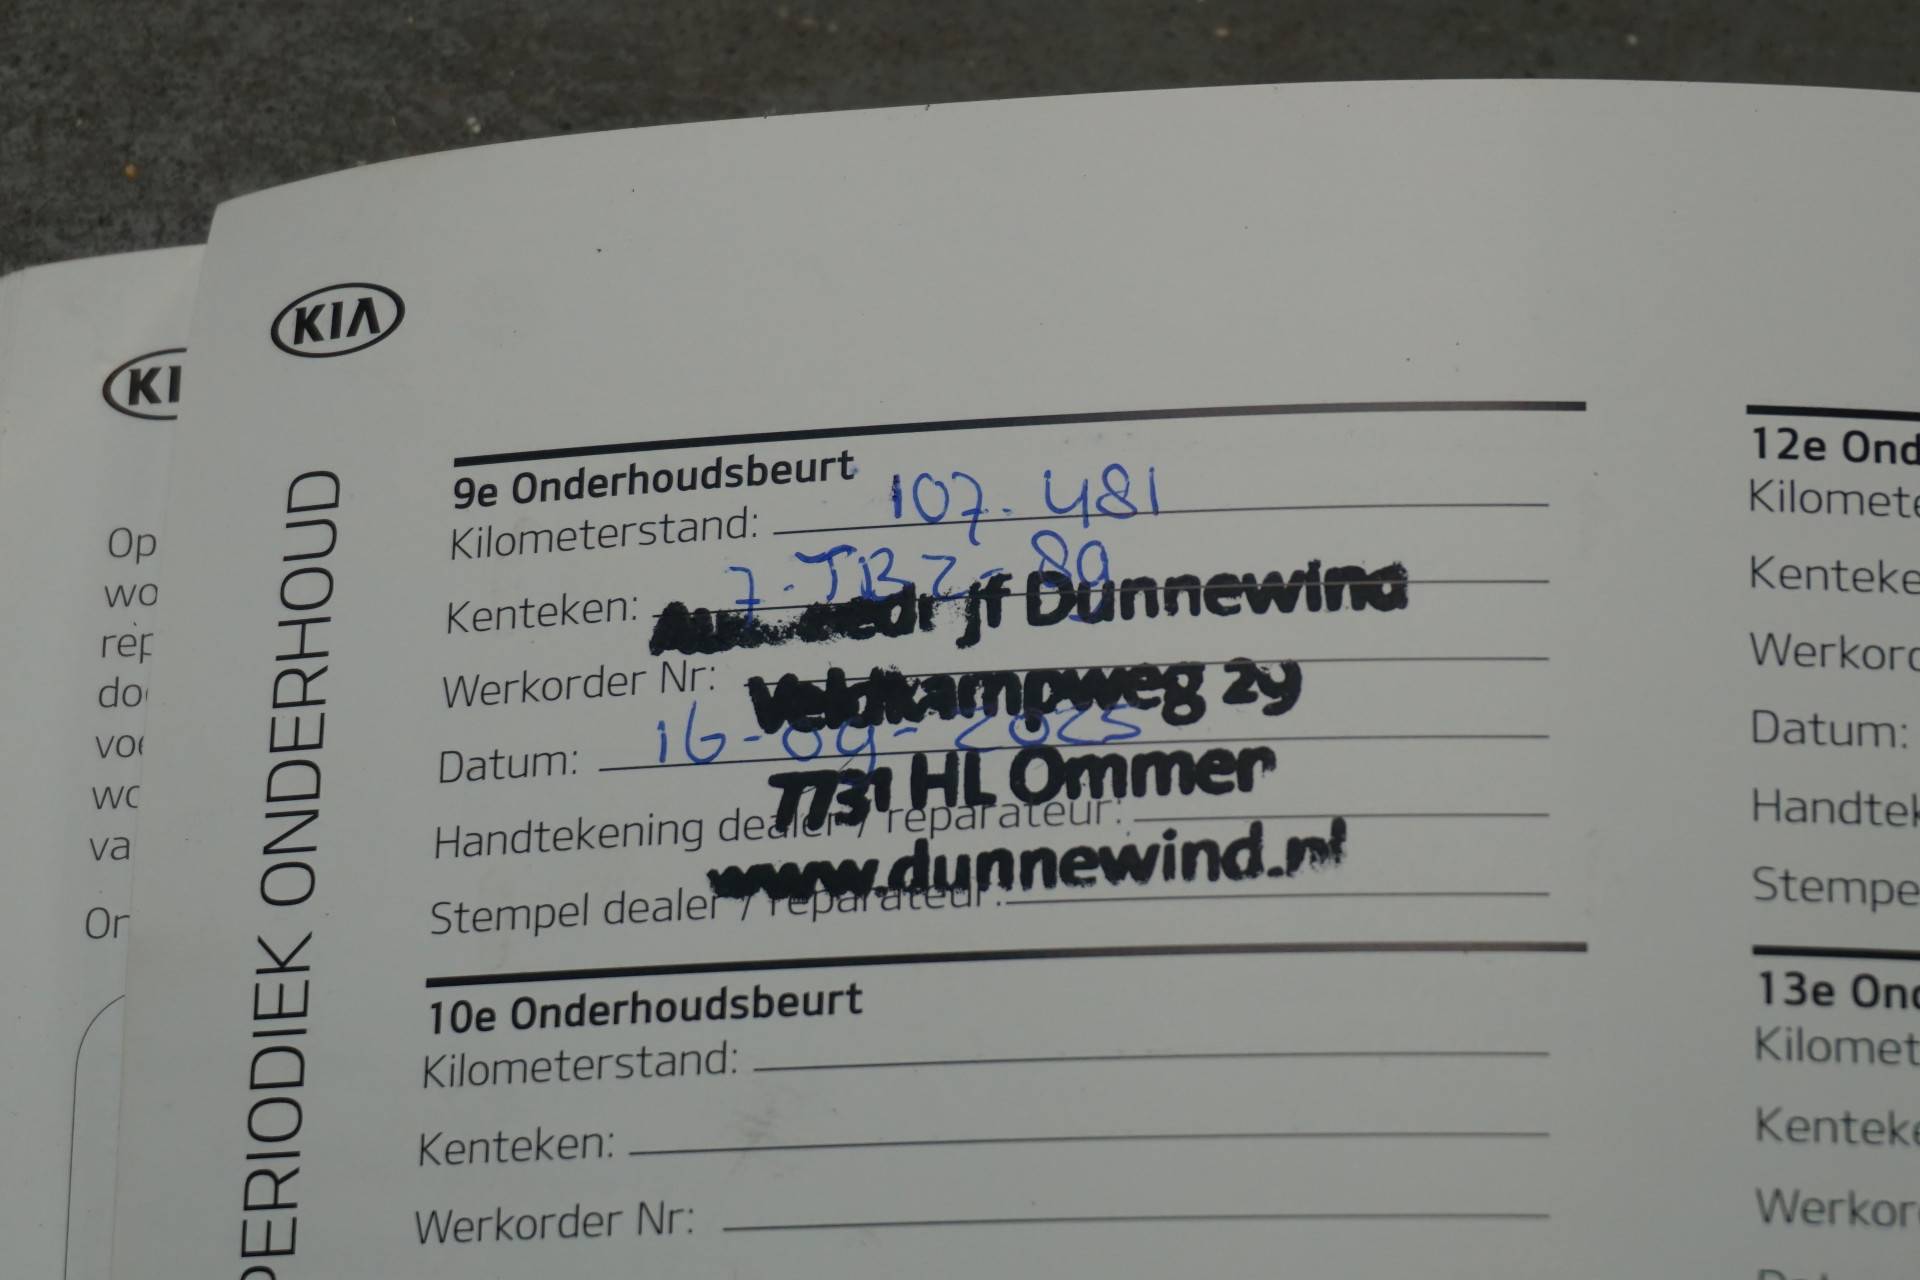 KIA
KI
Op
wo
rep
do
voe
wo
va
On
PERIODIEK ONDERHOUD
9e Onderhoudsbeurt
Kilometerstand: 107.481
Kenteken: 7-TBZ-89
Autobedrijf Dunnewind
Werkorder Nr:
Veldkampweg 29
Datum: 16-09-2025
7731 HL Ommen
Handtekening dealer / reparateur:
www.dunnewind.nl
Stempel dealer / reparateur:
10e Onderhoudsbeurt
Kilometerstand:
Kenteken:
Werkorder Nr:
12e Ond
Kilomete
Kenteke
Werkord
Datum:
Handtek
Stempe
13e Ond
Kilomet
Kenteke
Werkor